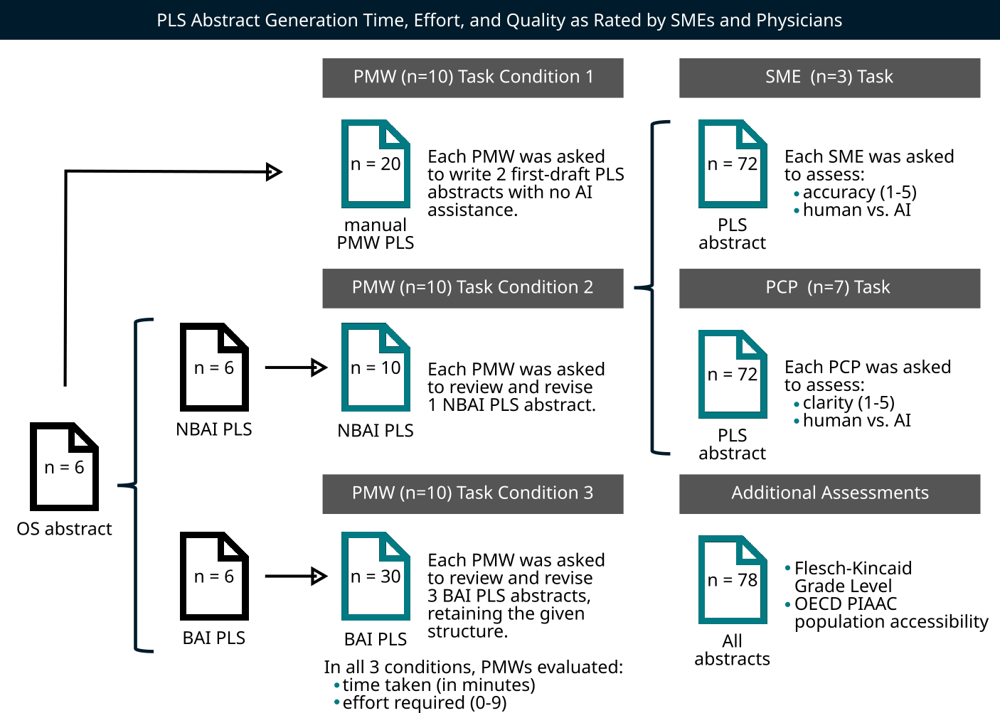 PLS Abstract Generation Time, Effort, and Quality as Rated by SMEs and Physicians
PMW (n=10) Task Condition 1
n = 20
manual
PMW PLS
Each PMW was asked
to write 2 first-draft PLS
abstracts with no AI
assistance.
SME (n=3) Task
n = 72
PLS
abstract
Each SME was asked
to assess:
• accuracy (1-5)
• human vs. AI
OS abstract
n = 6
n = 6
NBAI PLS
PMW (n=10) Task Condition 2
n = 10
NBAI PLS
Each PMW was asked
to review and revise
1 NBAI PLS abstract.
PCP (n=7) Task
n = 72
PLS
abstract
Each PCP was asked
to assess:
• clarity (1-5)
• human vs. AI
n = 6
BAI PLS
PMW (n=10) Task Condition 3
n = 30
BAI PLS
Each PMW was asked
to review and revise
3 BAI PLS abstracts,
retaining the given
structure.
In all 3 conditions, PMWs evaluated:
• time taken (in minutes)
• effort required (0-9)
Additional Assessments
n = 78
All
abstracts
• Flesch-Kincaid
Grade Level
• OECD PIAAC
population accessibility